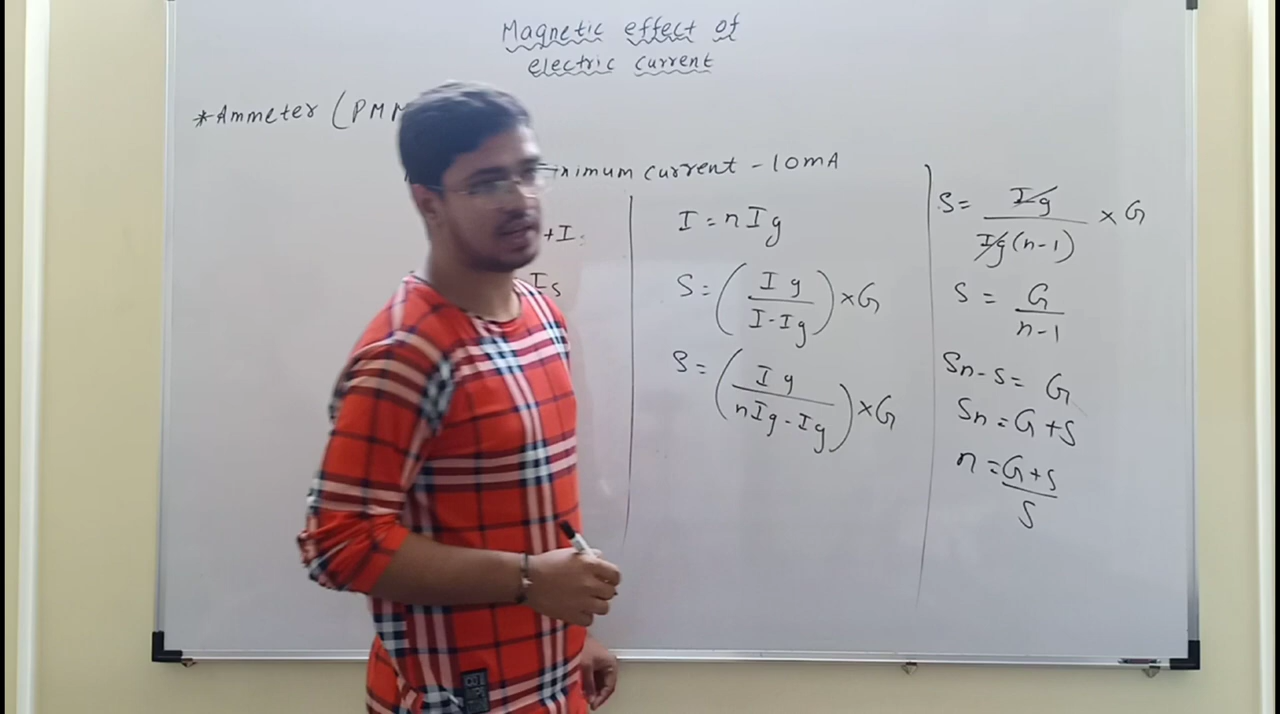 Magnetic effect of
electric current
*Ammeter (PMM
current - 10mA
+I
Is
I = nIg
S = (Ig / I-Ig) × G
S = (Ig / nIg-Ig) × G
S = Ig / Ig(n-1) × G
S = G / n-1
Sn-S = G
Sn = G+S
n = G+S / S